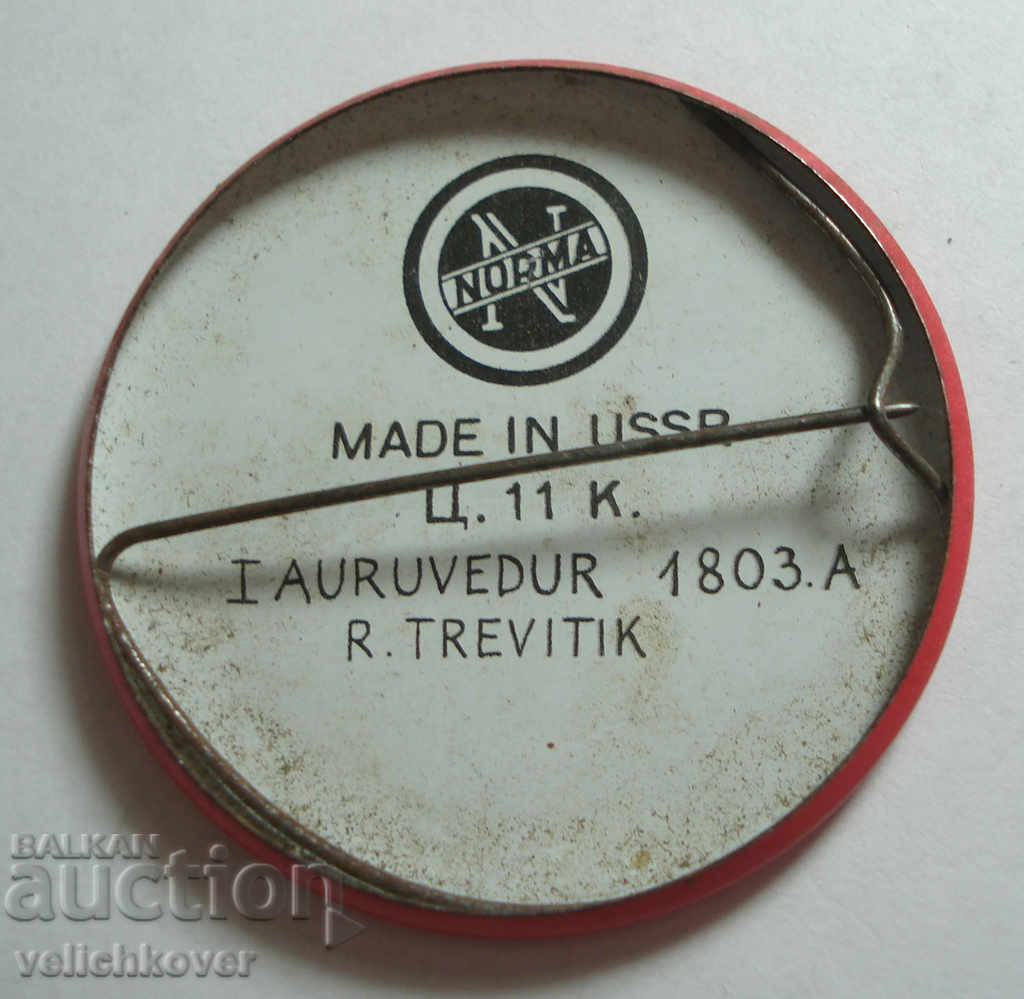 N
NORMA
MADE IN USSR
Ц. 11 К.
I AURUVEDUR 1803. A
R. TREVITIK
BALKAN
auction
velichkover